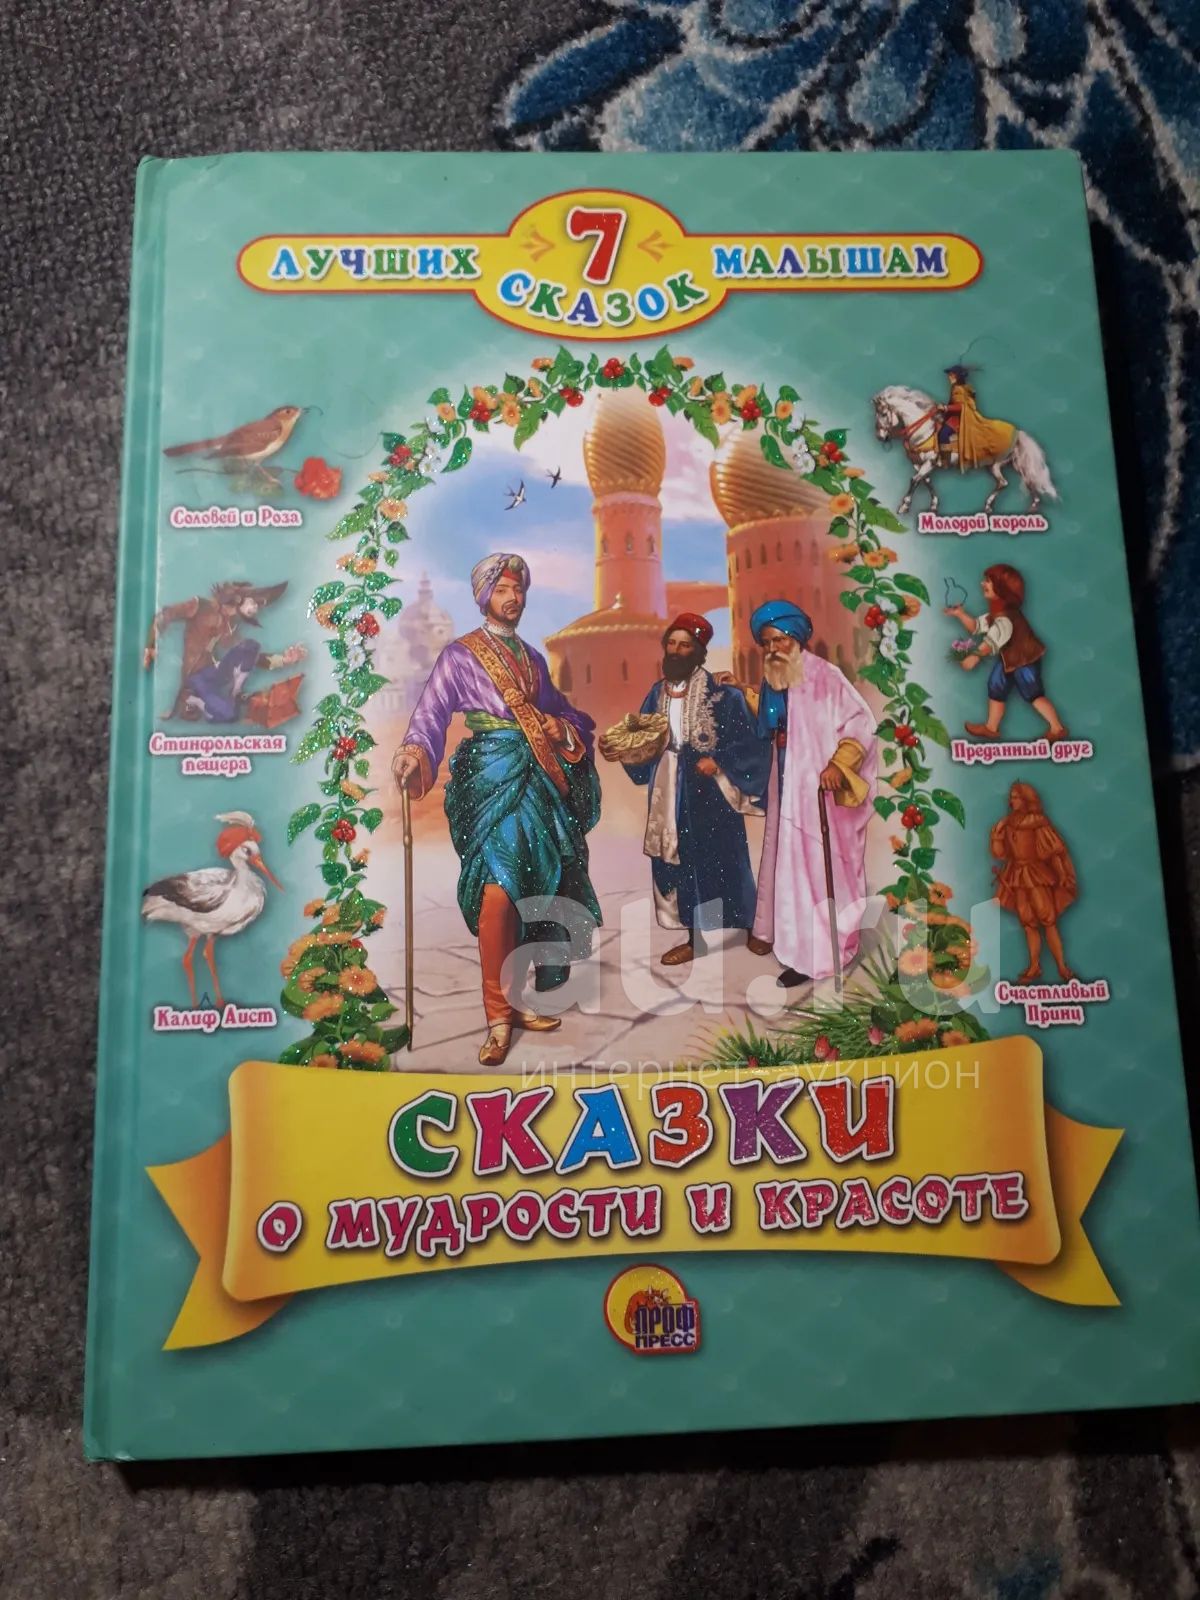 7
ЛУЧШИХ СКАЗОК МАЛЫШАМ
Соловей и Роза
Молодой король
Стинфольская
пещера
Преданный друг
Калиф Аист
Счастливый
Принц
au.ru
интернет-аукцион
СКАЗКИ
О МУДРОСТИ И КРАСОТЕ
ПРОФ
ПРЕСС